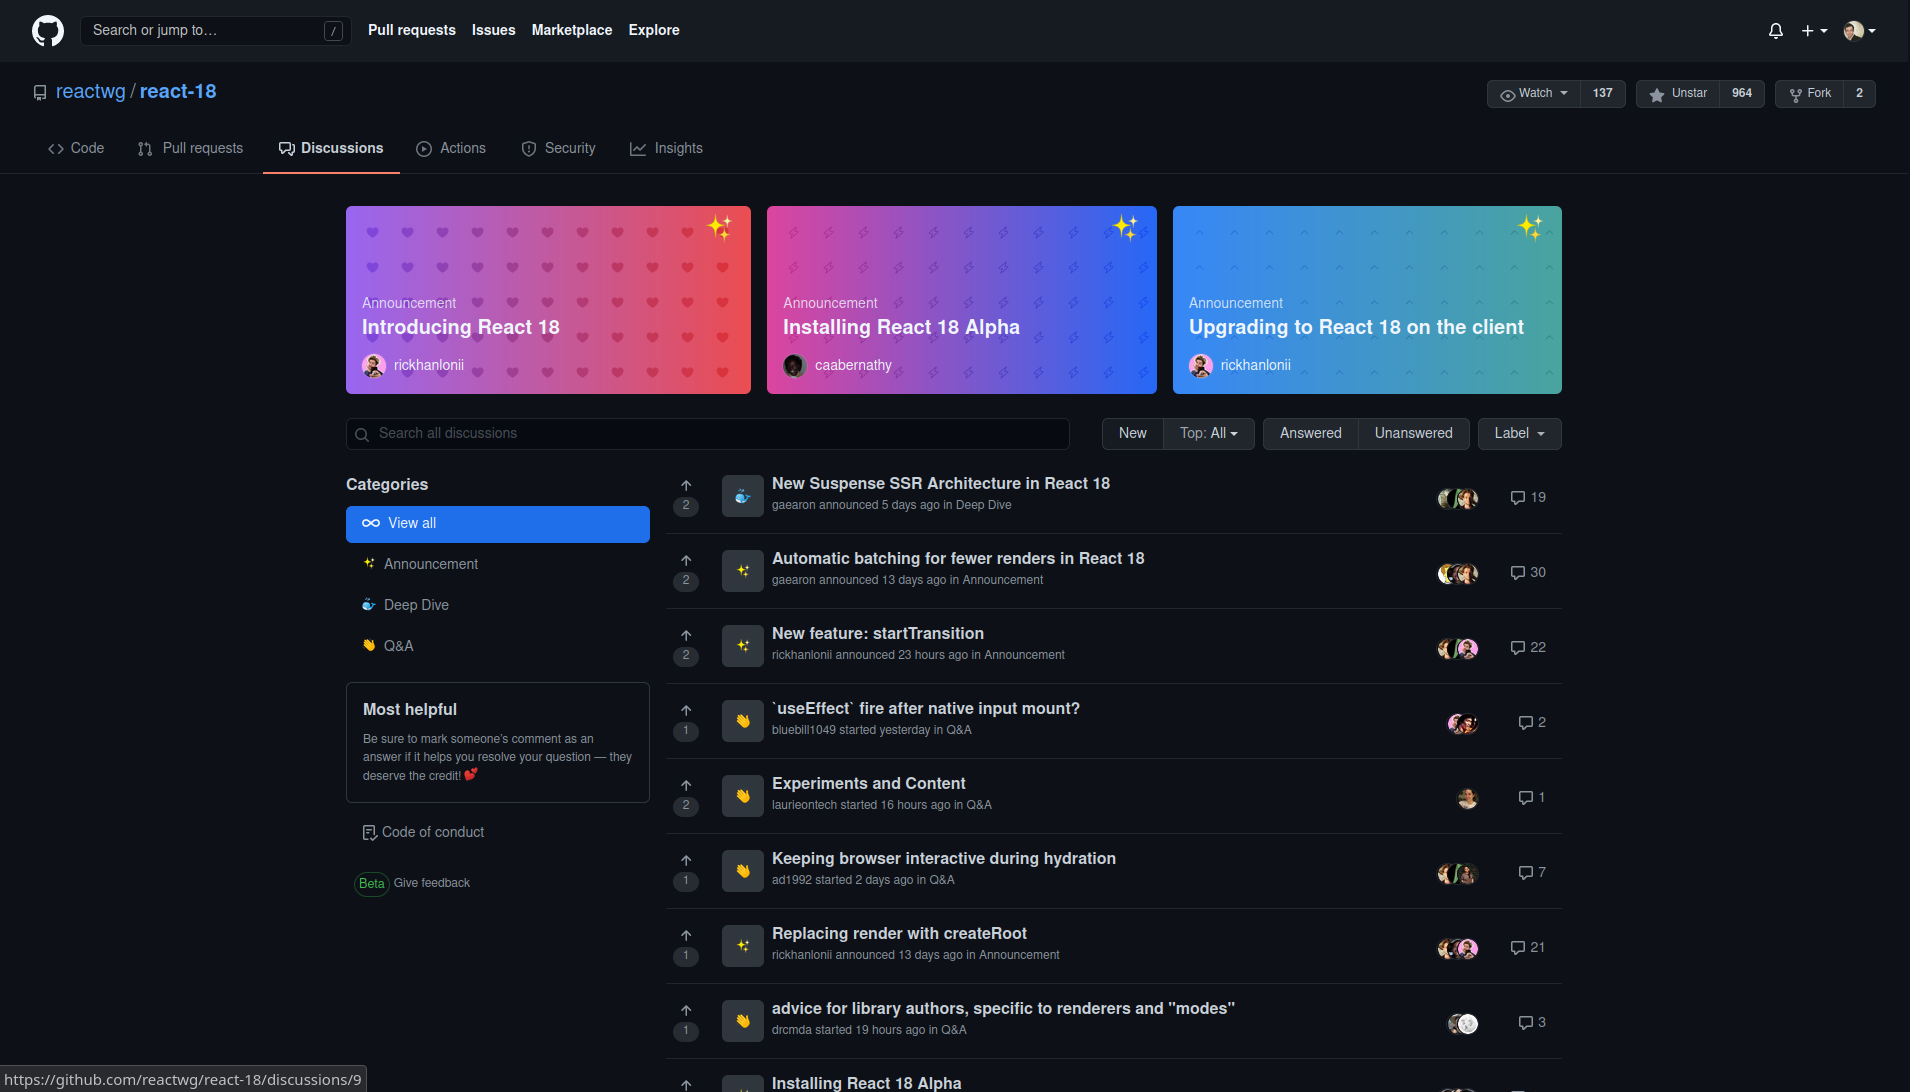 Search or jump to…
/
Pull requests
Issues
Marketplace
Explore
reactwg / react-18
Watch 137
Unstar 964
Fork 2
Code
Pull requests
Discussions
Actions
Security
Insights
Announcement
Introducing React 18
rickhanlonii
Announcement
Installing React 18 Alpha
caabernathy
Announcement
Upgrading to React 18 on the client
rickhanlonii
Search all discussions
New
Top: All
Answered
Unanswered
Label
Categories
View all
Announcement
Deep Dive
Q&A
Most helpful
Be sure to mark someone's comment as an
answer if it helps you resolve your question — they
deserve the credit!
Code of conduct
Beta Give feedback
2
New Suspense SSR Architecture in React 18
gaearon announced 5 days ago in Deep Dive
19
2
Automatic batching for fewer renders in React 18
gaearon announced 13 days ago in Announcement
30
2
New feature: startTransition
rickhanlonii announced 23 hours ago in Announcement
22
1
`useEffect` fire after native input mount?
bluebill1049 started yesterday in Q&A
2
2
Experiments and Content
laurieontech started 16 hours ago in Q&A
1
1
Keeping browser interactive during hydration
ad1992 started 2 days ago in Q&A
7
1
Replacing render with createRoot
rickhanlonii announced 13 days ago in Announcement
21
1
advice for library authors, specific to renderers and "modes"
drcmda started 19 hours ago in Q&A
3
Installing React 18 Alpha
https://github.com/reactwg/react-18/discussions/9